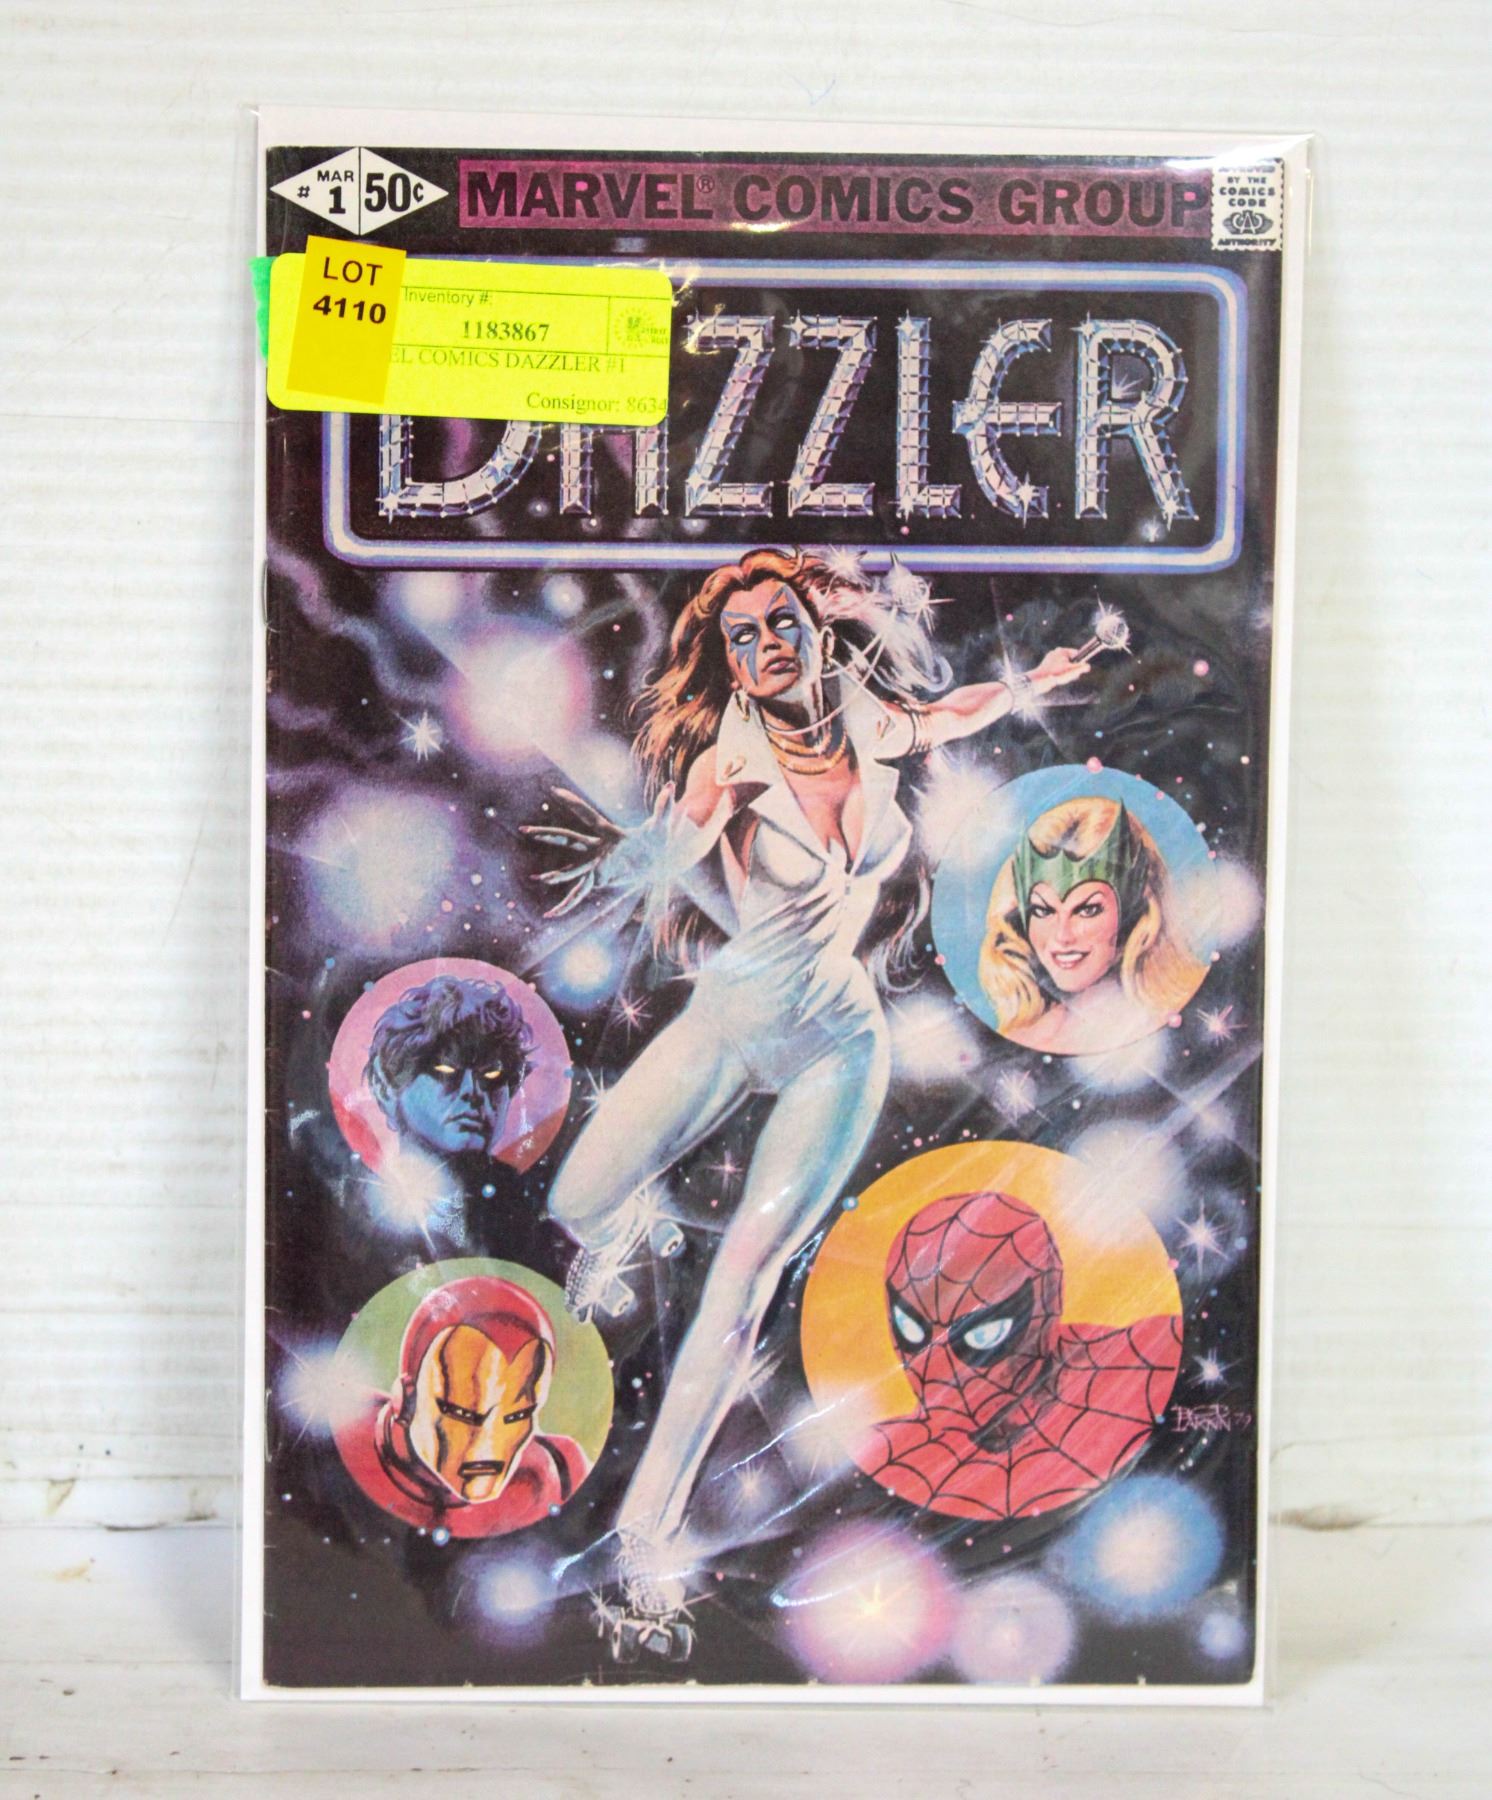 MAR
# 1
50¢
MARVEL® COMICS GROUP
BY THE
COMICS
CODE
AUTHORITY
LOT
4110
Inventory #:
1183867
EL COMICS DAZZLER #1
Consignor: 8634
DAZZLER